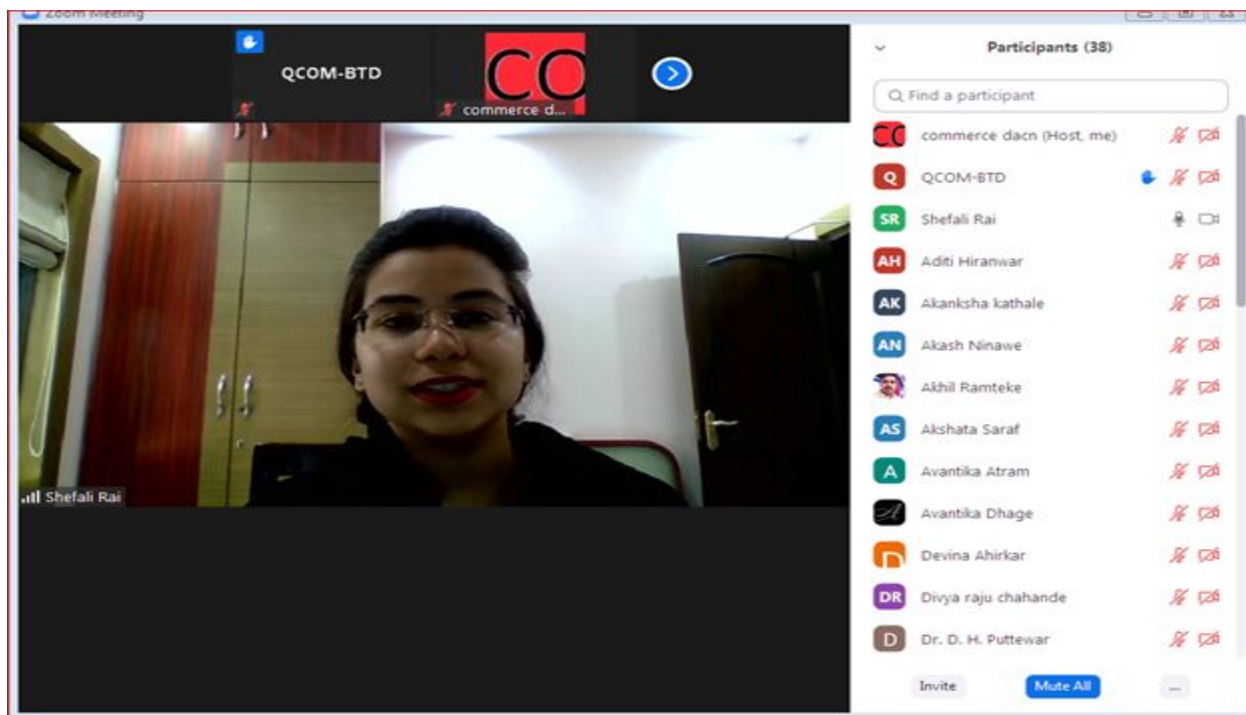 Zoom Meeting
QCOM-BTD
CO
commerce d...
Shefali Rai
Participants (38)
Find a participant
CC
commerce dacn (Host, me)
Q
QCOM-BTD
SR
Shefali Rai
AH
Aditi Hiranwar
AK
Akanksha kathale
AN
Akash Ninawe
Akhil Ramteke
AS
Akshata Saraf
A
Avantika Atram
A
Avantika Dhage
D
Devina Ahirkar
DR
Divya raju chahande
D
Dr. D. H. Puttewar
Invite
Mute All
...